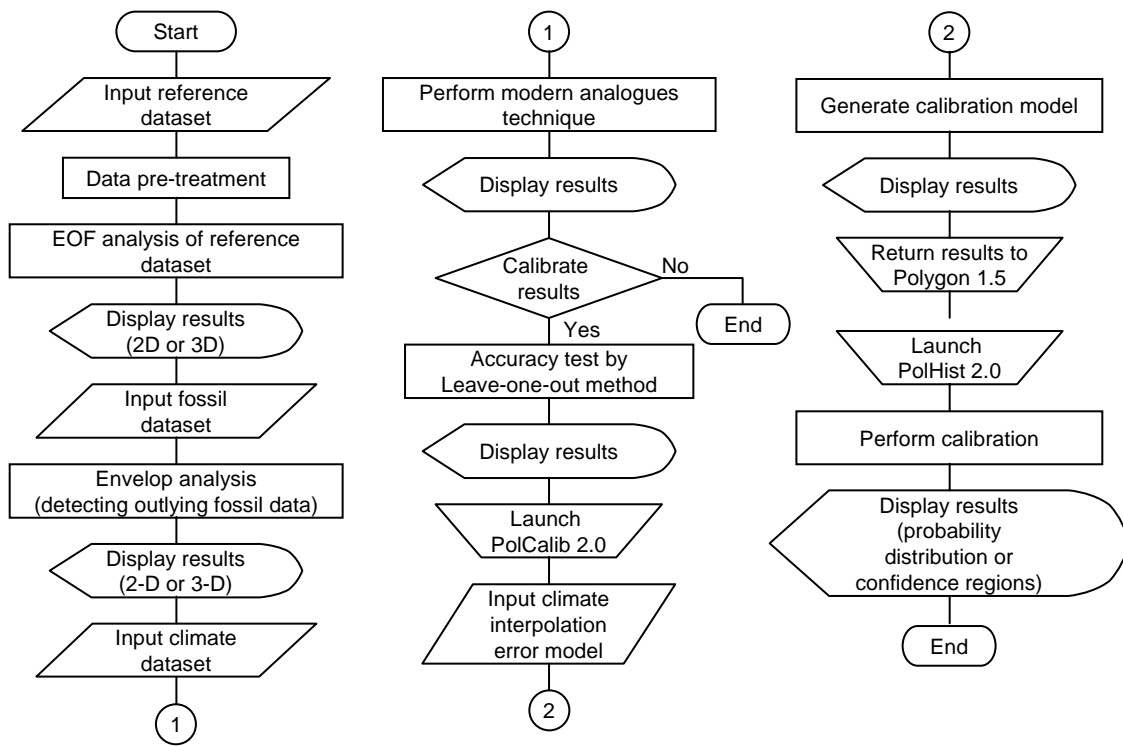 Start
Input reference
dataset
Data pre-treatment
EOF analysis of reference
dataset
Display results
(2D or 3D)
Input fossil
dataset
Envelop analysis
(detecting outlying fossil data)
Display results
(2-D or 3-D)
Input climate
dataset
1
1
Perform modern analogues
technique
Display results
Calibrate
results
No
End
Yes
Accuracy test by
Leave-one-out method
Display results
Launch
PolCalib 2.0
Input climate
interpolation
error model
2
2
Generate calibration model
Display results
Return results to
Polygon 1.5
Launch
PolHist 2.0
Perform calibration
Display results
(probability
distribution or
confidence regions)
End